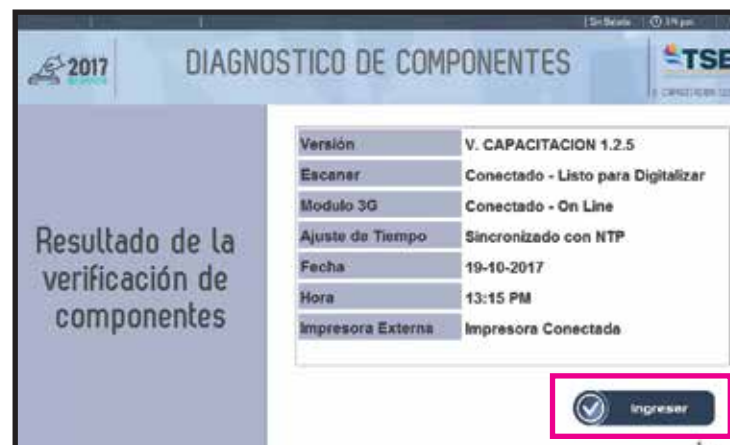 2017
DIAGNOSTICO DE COMPONENTES
TSE
Resultado de la
verificación de
componentes
Versión V. CAPACITACION 1.2.5
Escaner Conectado - Listo para Digitalizar
Modulo 3G Conectado - On Line
Ajuste de Tiempo Sincronizado con NTP
Fecha 19-10-2017
Hora 13:15 PM
Impresora Externa Impresora Conectada
Ingresar